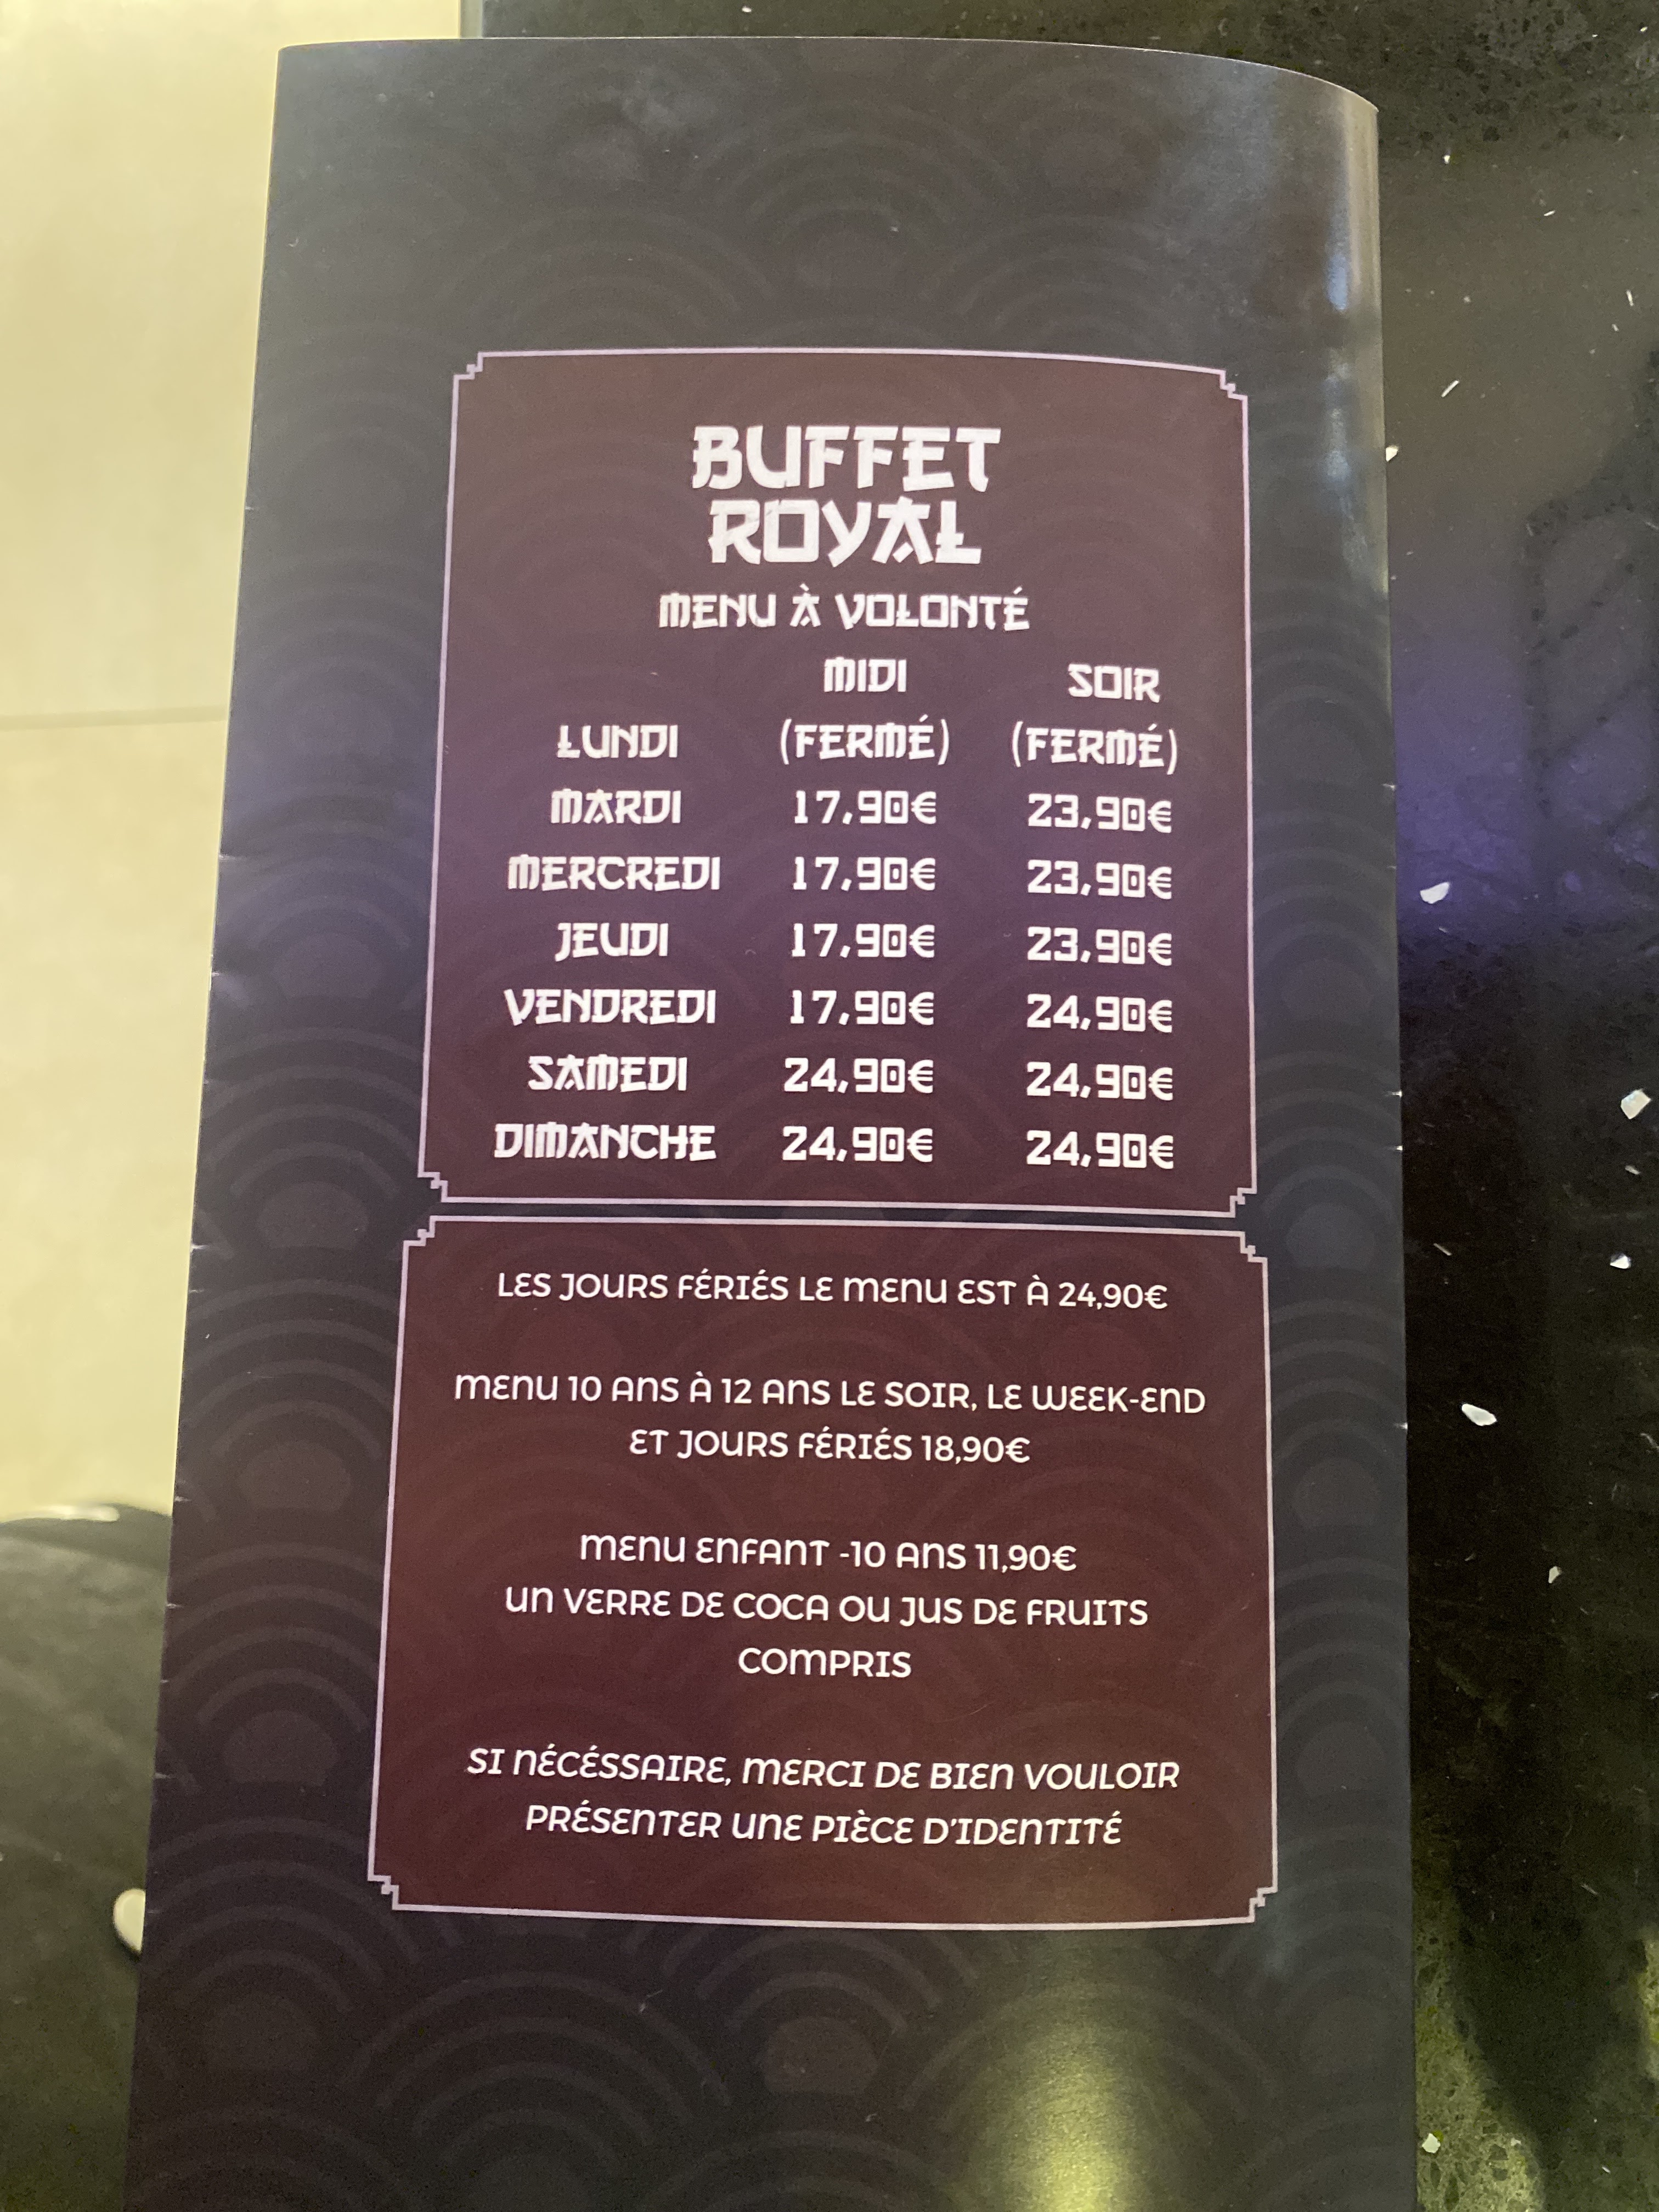 BUFFET
ROYAL
MENU À VOLONTÉ
MIDI SOIR
LUNDI (FERMÉ) (FERMÉ)
MARDI 17,90€ 23,90€
MERCREDI 17,90€ 23,90€
JEUDI 17,90€ 23,90€
VENDREDI 17,90€ 24,90€
SAMEDI 24,90€ 24,90€
DIMANCHE 24,90€ 24,90€
LES JOURS FÉRIÉS LE MENU EST À 24,90€
MENU 10 ANS À 12 ANS LE SOIR, LE WEEK-END
ET JOURS FÉRIÉS 18,90€
MENU ENFANT -10 ANS 11,90€
UN VERRE DE COCA OU JUS DE FRUITS
COMPRIS
SI NÉCÉSSAIRE, MERCI DE BIEN VOULOIR
PRÉSENTER UNE PIÈCE D'IDENTITÉ